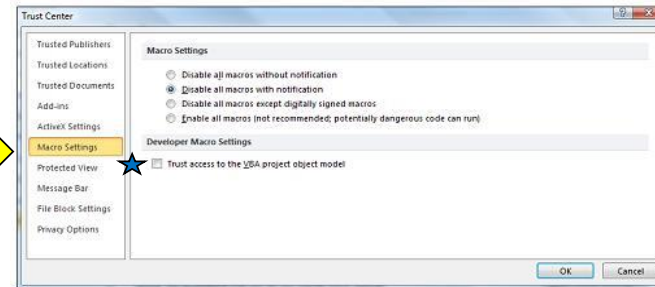 Trust Center
Trusted Publishers
Trusted Locations
Trusted Documents
Add-ins
ActiveX Settings
Macro Settings
Protected View
Message Bar
File Block Settings
Privacy Options
Macro Settings
Disable all macros without notification
Disable all macros with notification
Disable all macros except digitally signed macros
Enable all macros (not recommended; potentially dangerous code can run)
Developer Macro Settings
Trust access to the VBA project object model
OK
Cancel